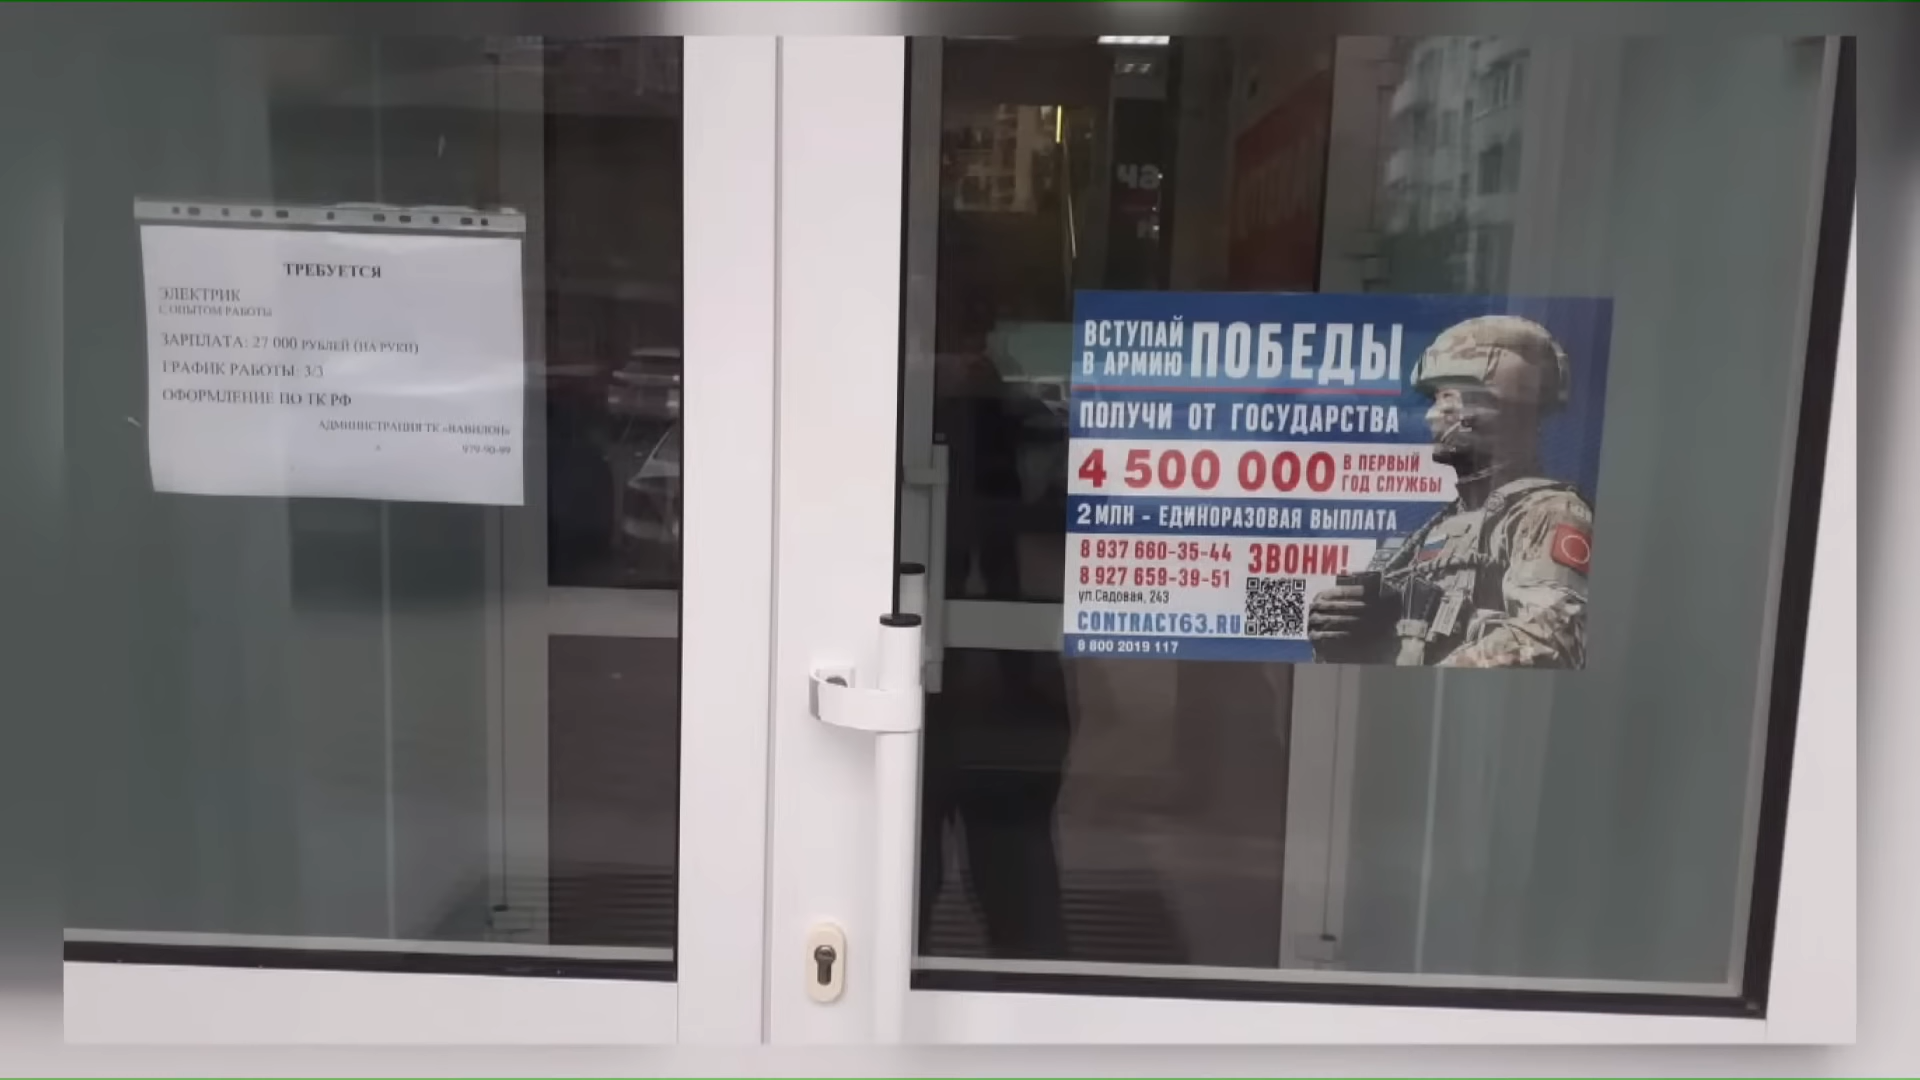 ТРЕБУЕТСЯ
ЭЛЕКТРИК
С ОПЫТОМ РАБОТЫ
ЗАРПЛАТА: 27 000 РУБЛЕЙ (НА РУКИ)
ГРАФИК РАБОТЫ: 3/3
ОФОРМЛЕНИЕ ПО ТК РФ
АДМИНИСТРАЦИЯ ТК «ВАВИЛОН»
979-90-99
ВСТУПАЙ
В АРМИЮ
ПОБЕДЫ
ПОЛУЧИ ОТ ГОСУДАРСТВА
4 500 000 В ПЕРВЫЙ
ГОД СЛУЖБЫ
2 МЛН - ЕДИНОРАЗОВАЯ ВЫПЛАТА
8 937 660-35-44 ЗВОНИ!
8 927 659-39-51
ул.Садовая, 243
CONTRACT63.RU
8 800 2019 117